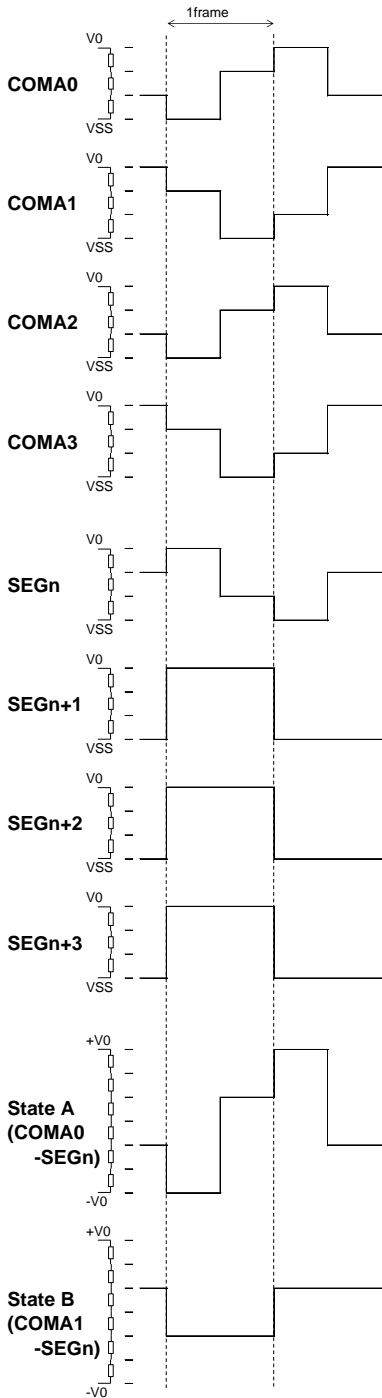 1frame
V0
COMA0
VSS
V0
COMA1
VSS
V0
COMA2
VSS
V0
COMA3
VSS
V0
SEGn
VSS
V0
SEGn+1
VSS
V0
SEGn+2
VSS
V0
SEGn+3
VSS
+V0
State A
(COMA0
-SEGn)
-V0
+V0
State B
(COMA1
-SEGn)
-V0